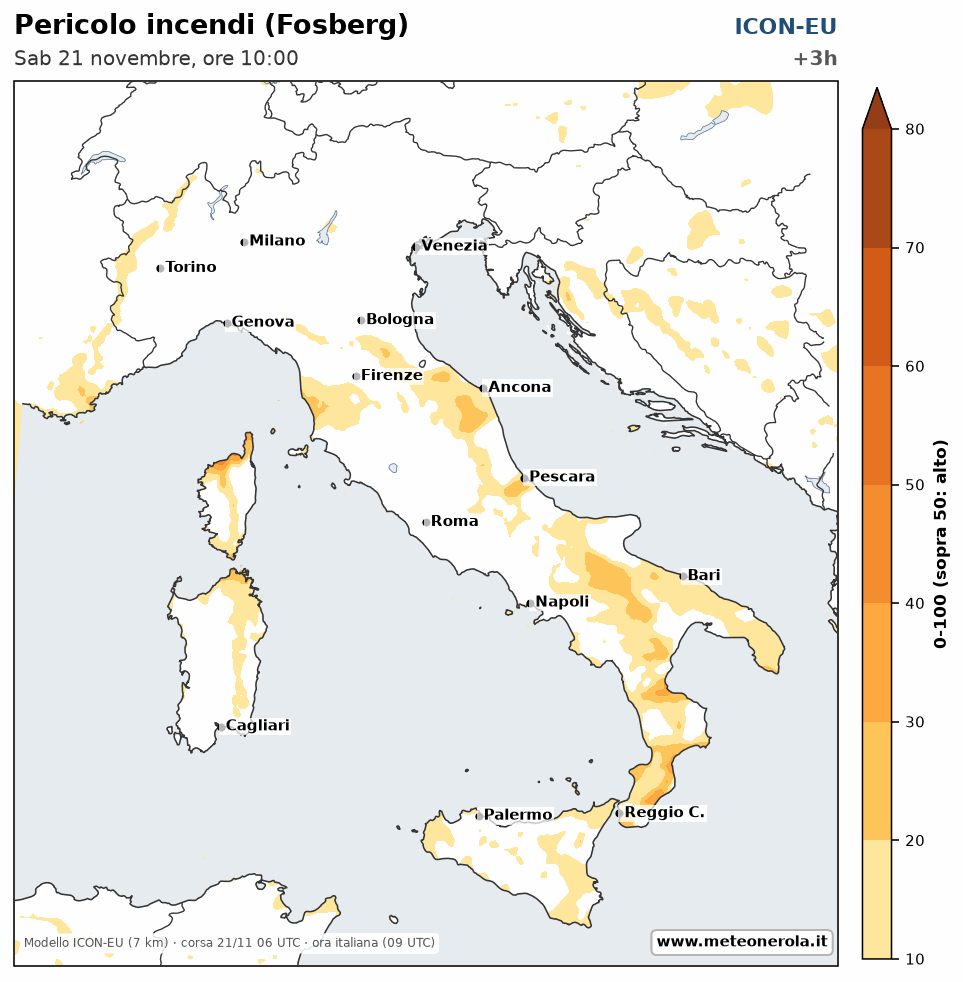 Pericolo incendi (Fosberg)
ICON-EU
Sab 21 novembre, ore 10:00
+3h
80
70
60
50
40
30
20
10
0-100 (sopra 50: alto)
Milano
Venezia
Torino
Genova
Bologna
Firenze
Ancona
Pescara
Roma
Bari
Napoli
Cagliari
Palermo
Reggio C.
Modello ICON-EU (7 km) · corsa 21/11 06 UTC · ora italiana (09 UTC)
www.meteonerola.it